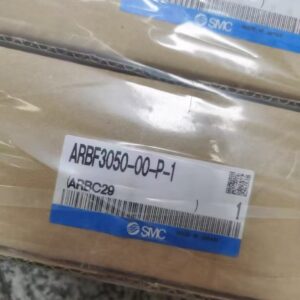 SMC
ARBF3050-00-P-1
(ARBC29
)
1
SMC